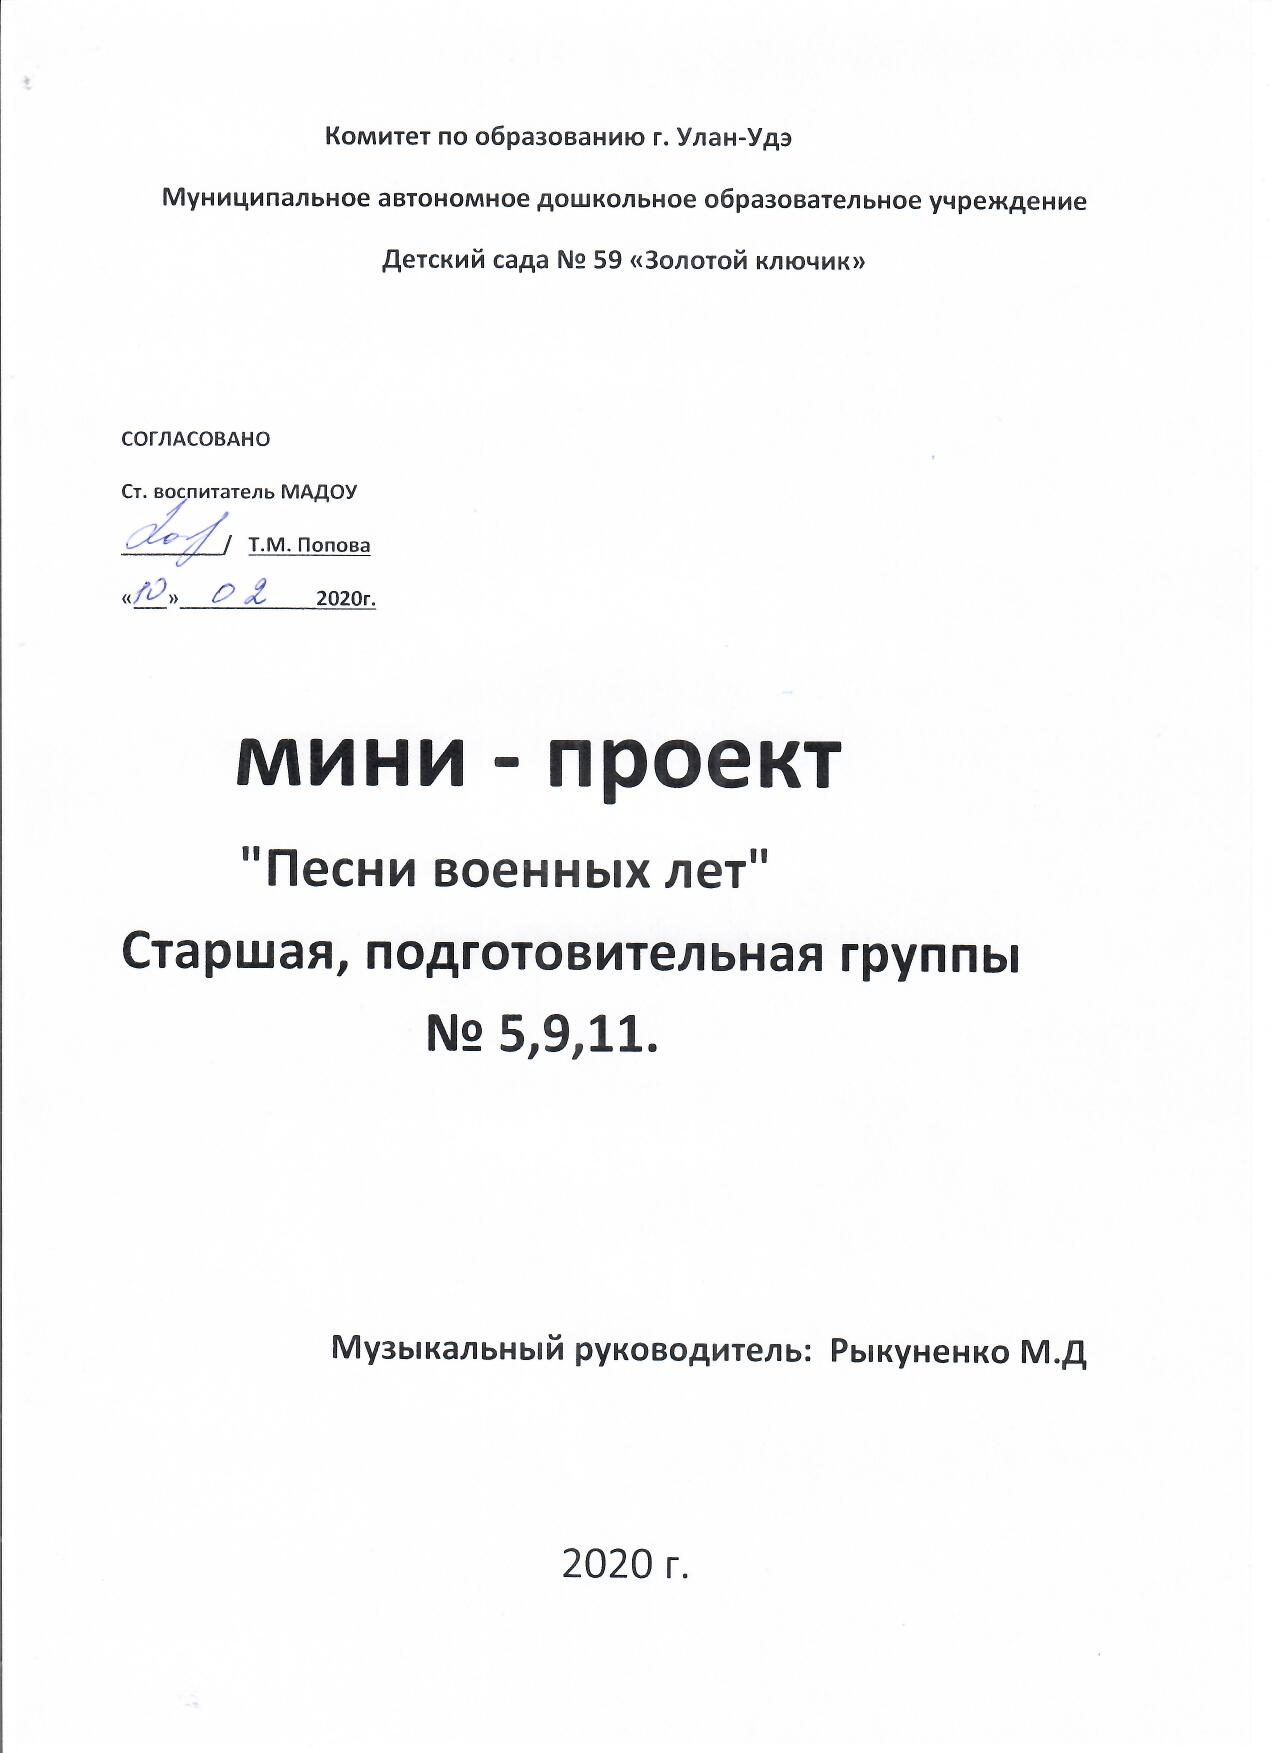 Комитет по образованию г. Улан-Удэ
Муниципальное автономное дошкольное образовательное учреждение
Детский сада № 59 «Золотой ключик»
СОГЛАСОВАНО
Ст. воспитатель МАДОУ
/ Т.М. Попова
«10» 02 2020г.
мини - проект
"Песни военных лет"
Старшая, подготовительная группы
№ 5,9,11.
Музыкальный руководитель: Рыкуненко М.Д
2020 г.